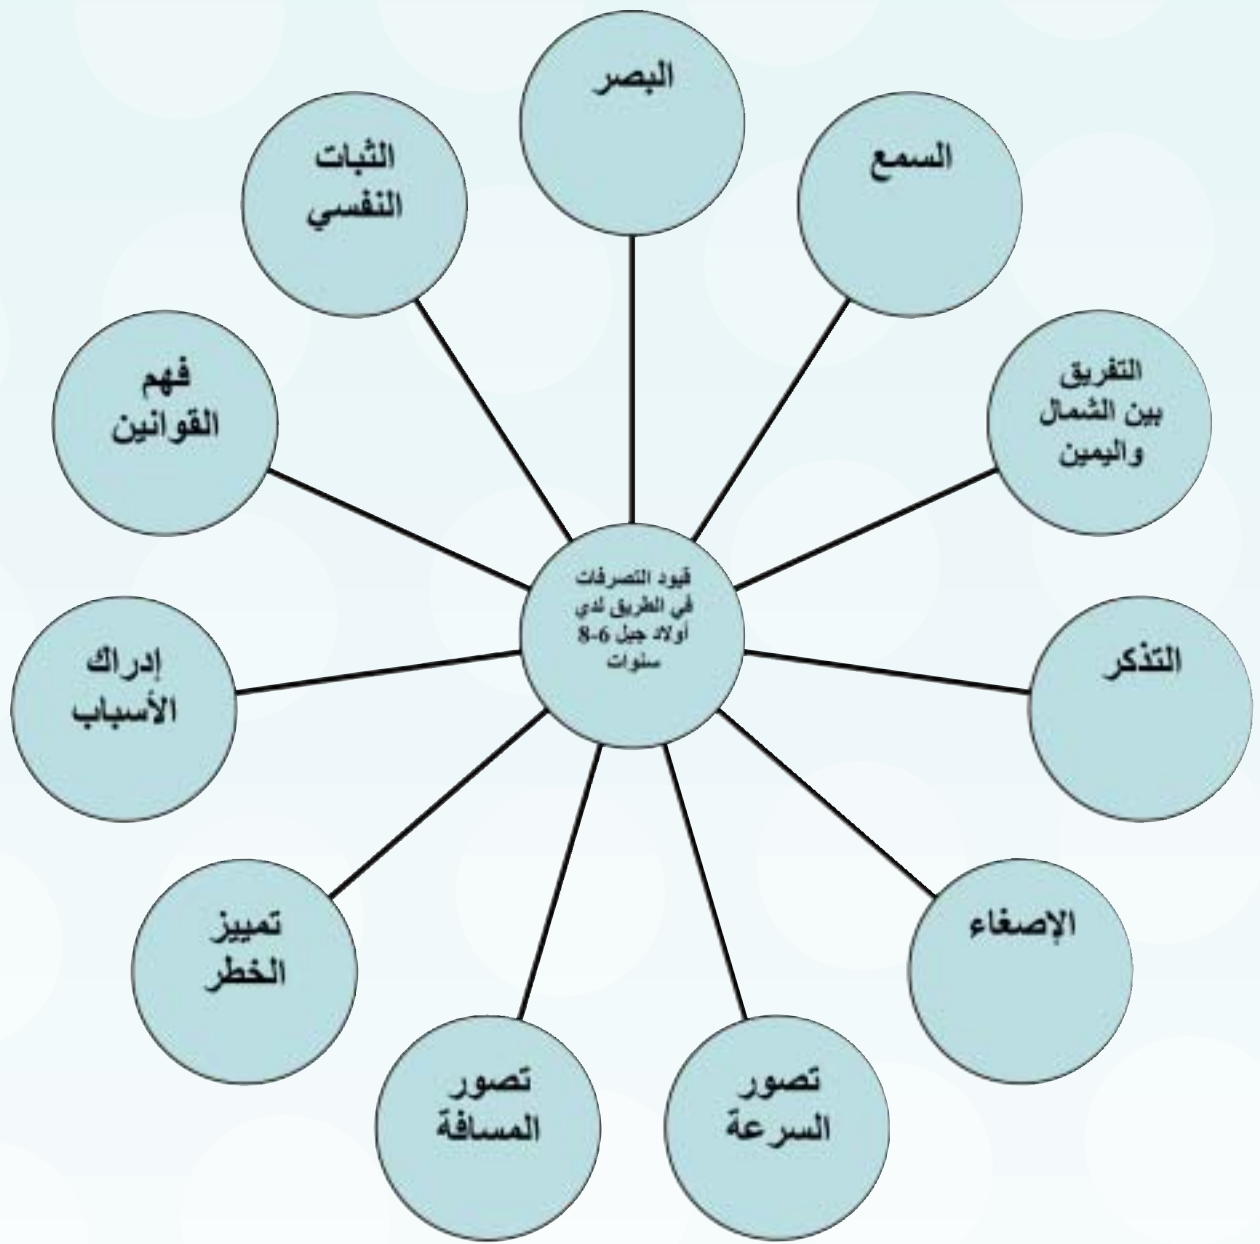 البصر
السمع
التفريق
بين الشمال
واليمين
التذكر
الإصغاء
تصور
السرعة
تصور
المسافة
تمييز
الخطر
إدراك
الأسباب
فهم
القوانين
الثبات
النفسي
قيود التصرفات
في الطريق لدي
أولاد جيل 6-8
سنوات